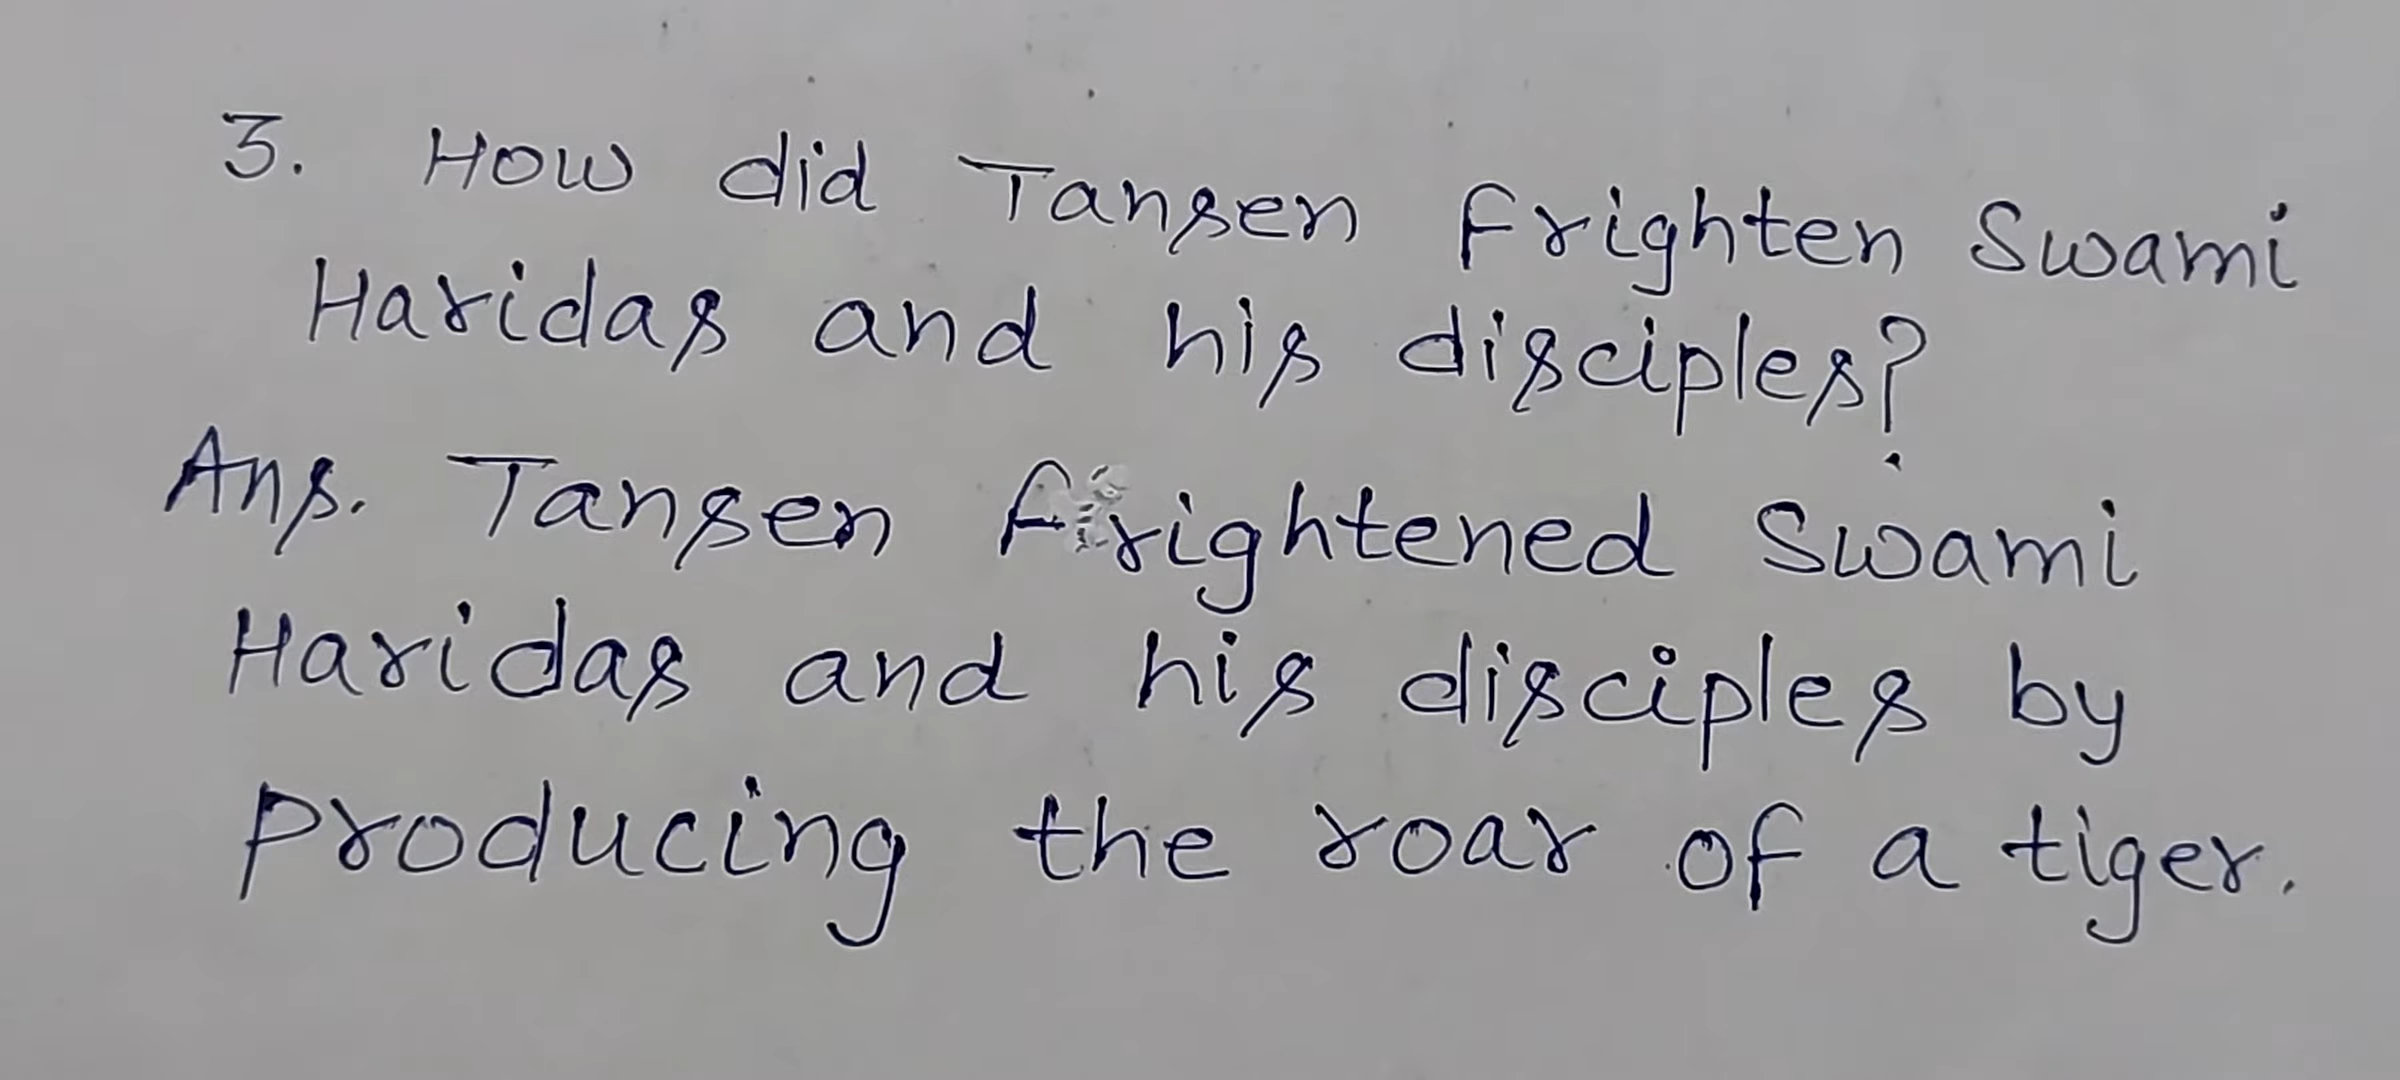 3. How did Tansen frighten Swami
Haridas and his disciples?
Ans. Tansen frightened Swami
Haridas and his disciples by
producing the roar of a tiger.